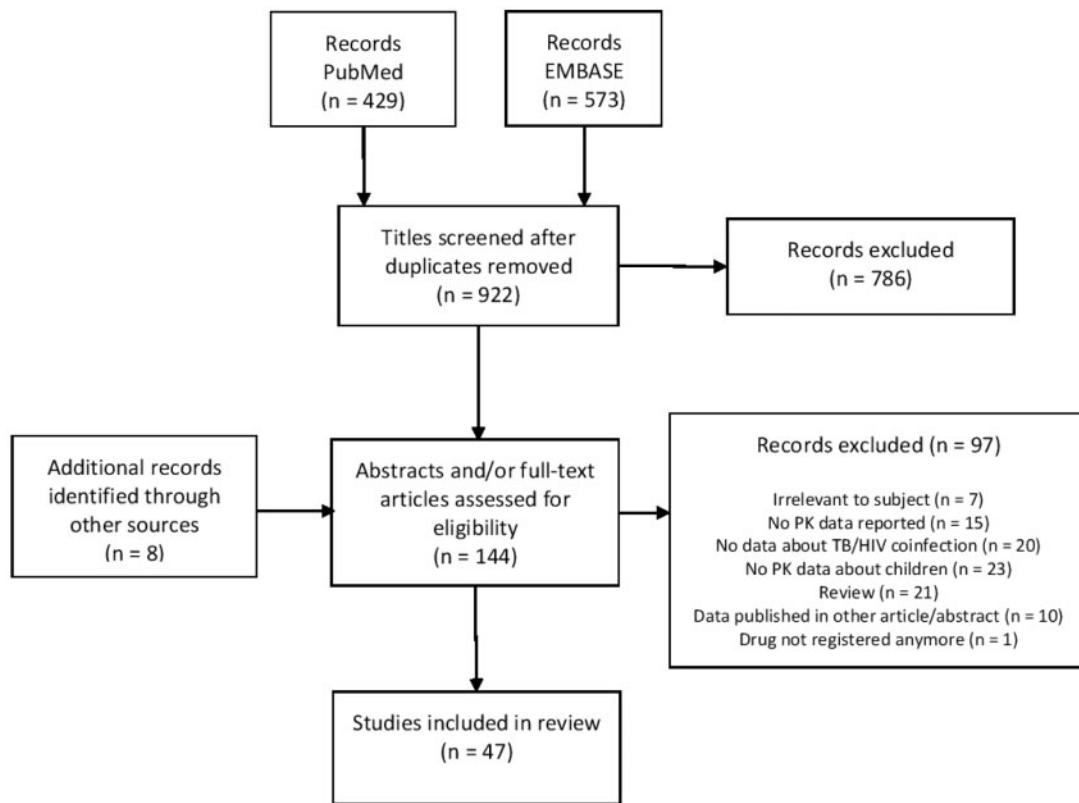 Records
PubMed
(n = 429)
Records
EMBASE
(n = 573)
Titles screened after
duplicates removed
(n = 922)
Records excluded
(n = 786)
Additional records
identified through
other sources
(n = 8)
Abstracts and/or full-text
articles assessed for
eligibility
(n = 144)
Records excluded (n = 97)
Irrelevant to subject (n = 7)
No PK data reported (n = 15)
No data about TB/HIV coinfection (n = 20)
No PK data about children (n = 23)
Review (n = 21)
Data published in other article/abstract (n = 10)
Drug not registered anymore (n = 1)
Studies included in review
(n = 47)